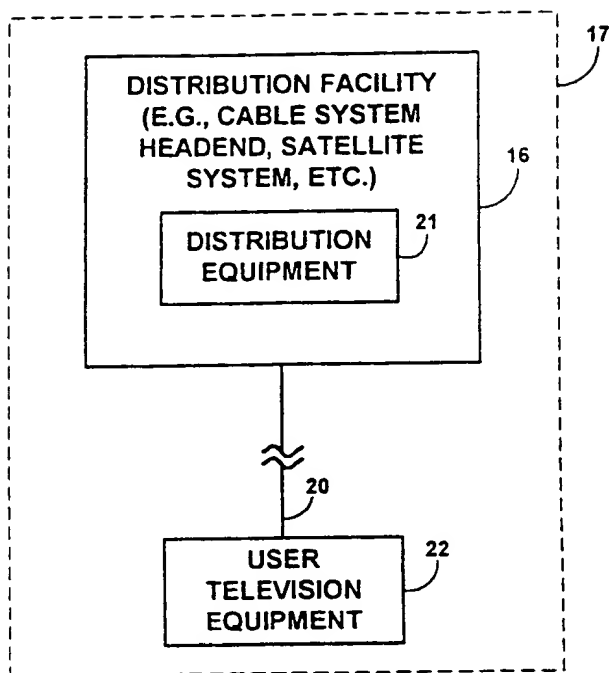 17
DISTRIBUTION FACILITY
(E.G., CABLE SYSTEM
HEADEND, SATELLITE
SYSTEM, ETC.)
16
DISTRIBUTION
EQUIPMENT
21
20
USER
TELEVISION
EQUIPMENT
22